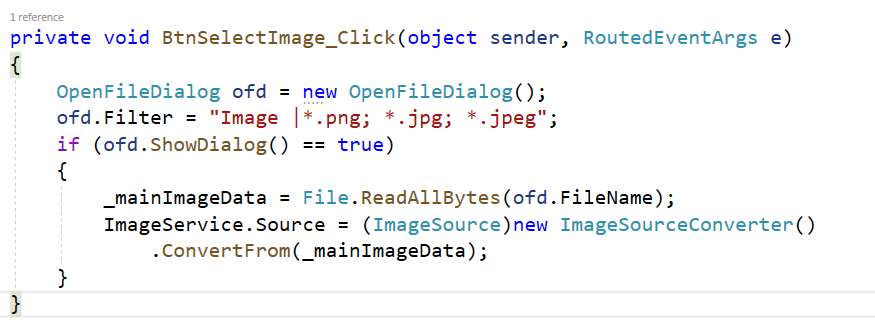 1 reference
private void BtnSelectImage_Click(object sender, RoutedEventArgs e)
{
OpenFileDialog ofd = new OpenFileDialog();
ofd.Filter = "Image |*.png; *.jpg; *.jpeg";
if (ofd.ShowDialog() == true)
{
_mainImageData = File.ReadAllBytes(ofd.FileName);
ImageService.Source = (ImageSource)new ImageSourceConverter()
.ConvertFrom(_mainImageData);
}
}